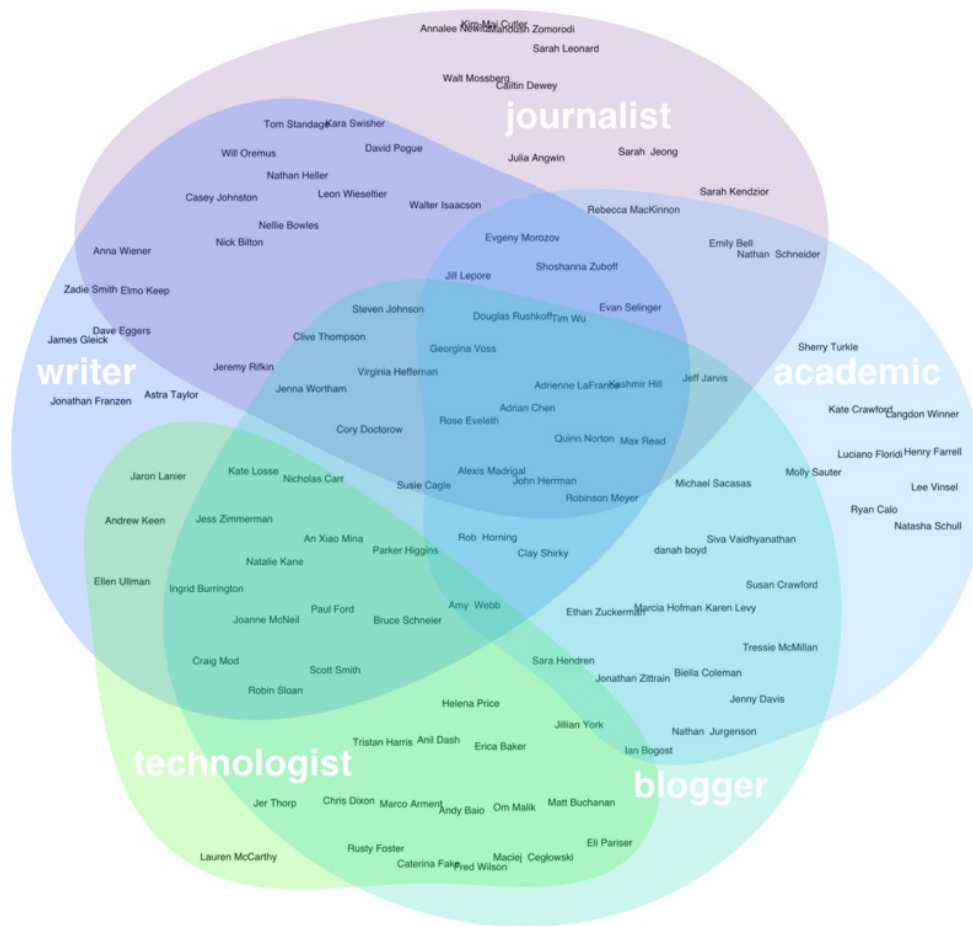 Kim-Mai Cutler
Annalee Newitz
Manoush Zomorodi
Sarah Leonard
Walt Mossberg
Caitlin Dewey
journalist
Tom Standage
Kara Swisher
David Pogue
Will Oremus
Julia Angwin
Sarah Jeong
Nathan Heller
Casey Johnston
Leon Wieseltier
Walter Isaacson
Sarah Kendzior
Rebecca MacKinnon
Nellie Bowles
Nick Bilton
Evgeny Morozov
Emily Bell
Nathan Schneider
Anna Wiener
Shoshanna Zuboff
Jill Lepore
Zadie Smith
Elmo Keep
Steven Johnson
Evan Selinger
Douglas Rushkoff
Tim Wu
Dave Eggers
James Gleick
Clive Thompson
Georgina Voss
Sherry Turkle
writer
Jeremy Rifkin
Virginia Heffernan
academic
Jeff Jarvis
Jenna Wortham
Adrienne LaFrance
Kashmir Hill
Astra Taylor
Jonathan Franzen
Adrian Chen
Kate Crawford
Langdon Winner
Rose Eveleth
Cory Doctorow
Quinn Norton
Max Read
Luciano Floridi
Henry Farrell
Jaron Lanier
Kate Losse
Nicholas Carr
Alexis Madrigal
John Herrman
Susie Cagle
Michael Sacasas
Molly Sauter
Lee Vinsel
Robinson Meyer
Ryan Calo
Natasha Schull
Andrew Keen
Jess Zimmerman
An Xiao Mina
Parker Higgins
Rob Horning
Clay Shirky
danah boyd
Siva Vaidhyanathan
Natalie Kane
Ellen Ullman
Ingrid Burrington
Susan Crawford
Paul Ford
Joanne McNeil
Bruce Schneier
Amy Webb
Ethan Zuckerman
Marcia Hofman
Karen Levy
Tressie McMillan
Craig Mod
Scott Smith
Sara Hendren
Jonathan Zittrain
Biella Coleman
Robin Sloan
Helena Price
Jenny Davis
Jillian York
Nathan Jurgenson
Tristan Harris
Anil Dash
Erica Baker
Ian Bogost
technologist
blogger
Jer Thorp
Chris Dixon
Marco Arment
Andy Baio
Om Malik
Matt Buchanan
Eli Pariser
Rusty Foster
Lauren McCarthy
Caterina Fake
Fred Wilson
Maciej Cegłowski